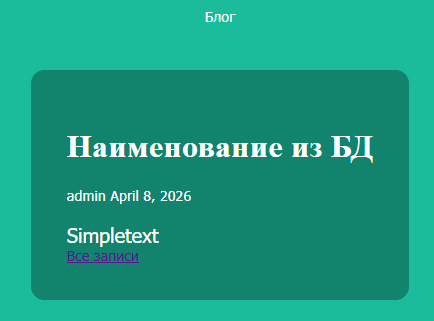 Блог
Наименование из БД
admin April 8, 2026
Simpletext
Все записи